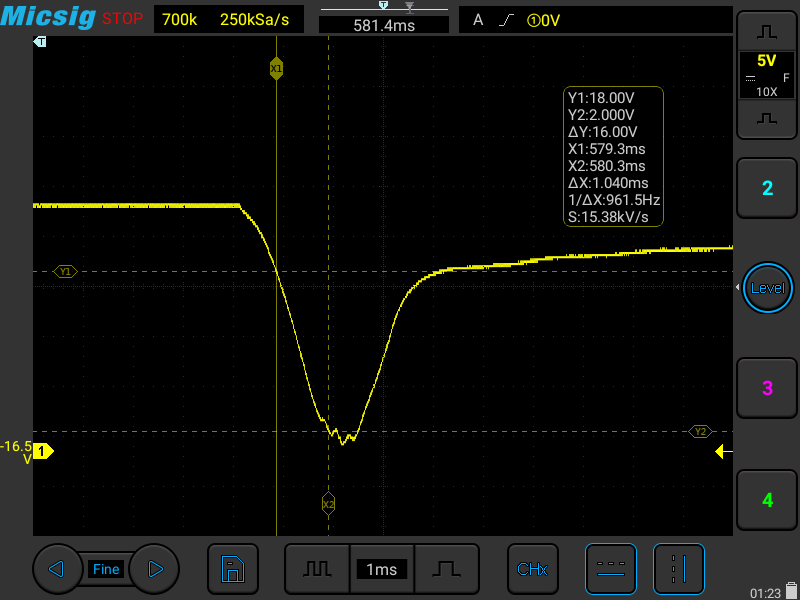 Micsig STOP 700k 250kSa/s T 581.4ms A ①0V
T
X1
5V
F
10X
Y1:18.00V
Y2:2.000V
ΔY:16.00V
X1:579.3ms
X2:580.3ms
ΔX:1.040ms
1/ΔX:961.5Hz
S:15.38kV/s
2
Y1
Level
3
Y2
-16.5
V
1
X2
4
Fine 1ms CHx
01:23